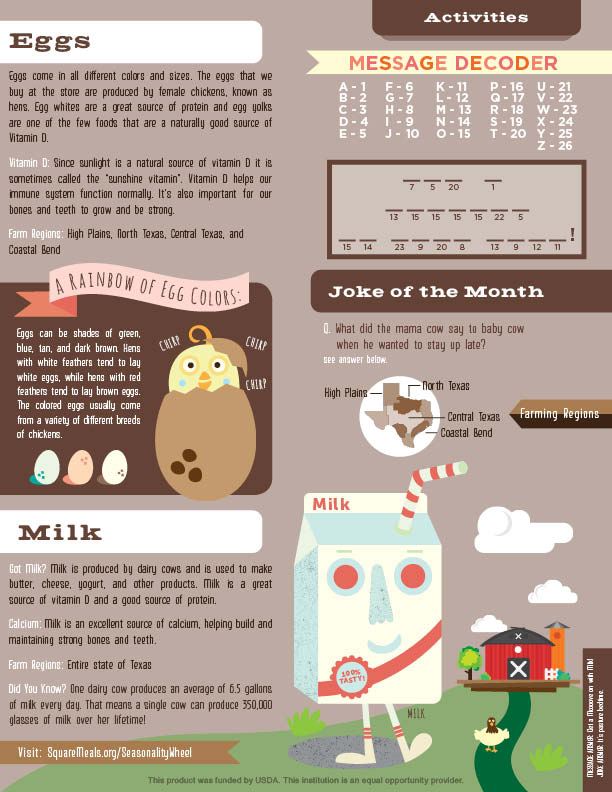 Eggs
Eggs come in all different colors and sizes. The eggs that we
buy at the store are produced by female chickens, known as
hens. Egg whites are a great source of protein and egg yolks
are one of the few foods that are a naturally good source of
Vitamin D.
Vitamin D: Since sunlight is a natural source of vitamin D it is
sometimes called the "sunshine vitamin". Vitamin D helps our
immune system function normally. It's also important for our
bones and teeth to grow and be strong.
Farm Regions: High Plains, North Texas, Central Texas, and
Coastal Bend
A Rainbow of Egg Colors:
Eggs can be shades of green,
blue, tan, and dark brown. Hens
with white feathers tend to lay
white eggs, while hens with red
feathers tend to lay brown eggs.
The colored eggs usually come
from a variety of different breeds
of chickens.
CHIRP
CHIRP
CHIRP
Milk
Got Milk? Milk is produced by dairy cows and is used to make
butter, cheese, yogurt, and other products. Milk is a great
source of vitamin D and a good source of protein.
Calcium: Milk is an excellent source of calcium, helping build and
maintaining strong bones and teeth.
Farm Regions: Entire state of Texas
Did You Know? One dairy cow produces an average of 6.5 gallons
of milk every day. That means a single cow can produce 350,000
glasses of milk over her lifetime!
Visit: SquareMeals.org/SeasonalityWheel
Activities
MESSAGE DECODER
A - 1 F - 6 K - 11 P - 16 U - 21
B - 2 G - 7 L - 12 Q - 17 V - 22
C - 3 H - 8 M - 13 R - 18 W - 23
D - 4 I - 9 N - 14 S - 19 X - 24
E - 5 J - 10 O - 15 T - 20 Y - 25
Z - 26
7 5 20 1
13 15 15 15 15 22 5
15 14 23 9 20 8 13 9 12 11 !
Joke of the Month
Q. What did the mama cow say to baby cow
when he wanted to stay up late?
see answer below.
High Plains
North Texas
Central Texas
Coastal Bend
Farming Regions
Milk
100%
TASTY!
MILK
MESSAGE ANSWER: Get a Moooove on with Milk!
JOKE ANSWER: It's pasture bedtime.
This product was funded by USDA. This institution is an equal opportunity provider.